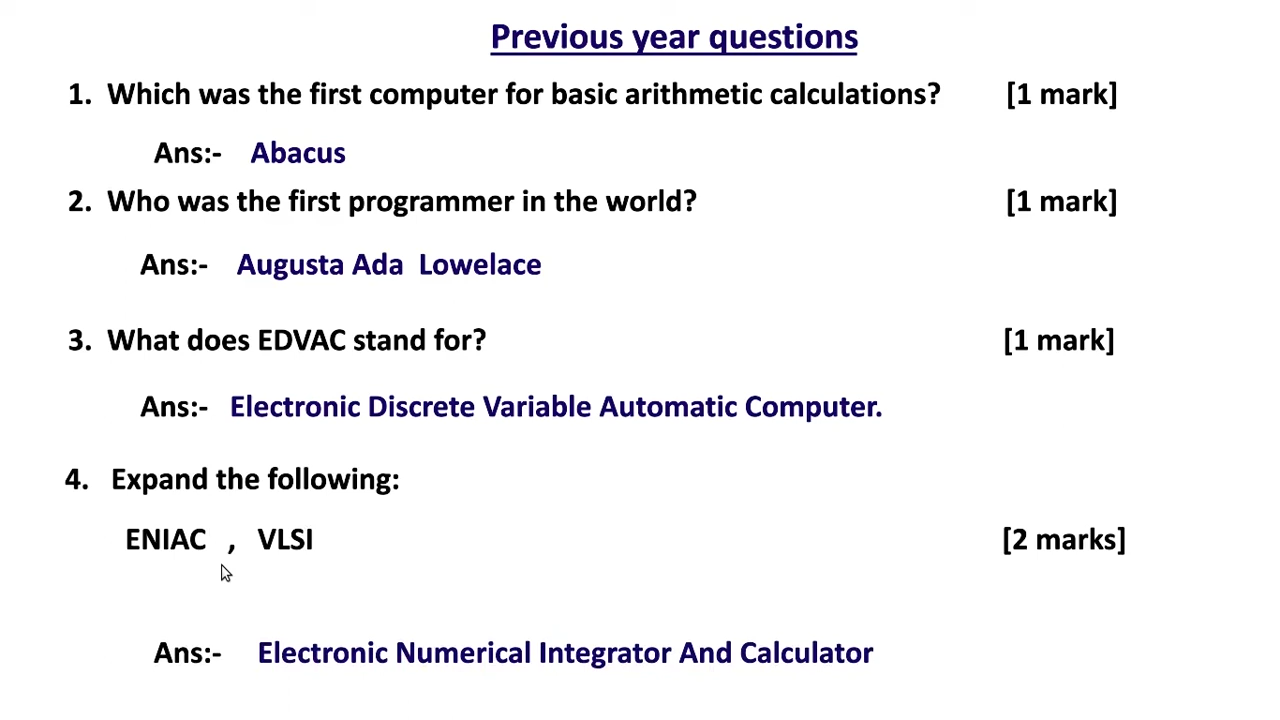 Previous year questions
1. Which was the first computer for basic arithmetic calculations? [1 mark]
Ans:- Abacus
2. Who was the first programmer in the world? [1 mark]
Ans:- Augusta Ada Lowelace
3. What does EDVAC stand for? [1 mark]
Ans:- Electronic Discrete Variable Automatic Computer.
4. Expand the following:
ENIAC , VLSI [2 marks]
Ans:- Electronic Numerical Integrator And Calculator